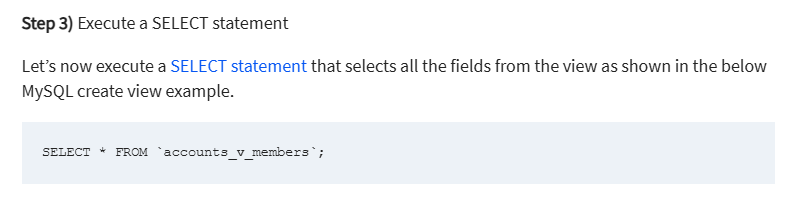 Step 3) Execute a SELECT statement
Let’s now execute a SELECT statement that selects all the fields from the view as shown in the below
MySQL create view example.
SELECT * FROM `accounts_v_members`;